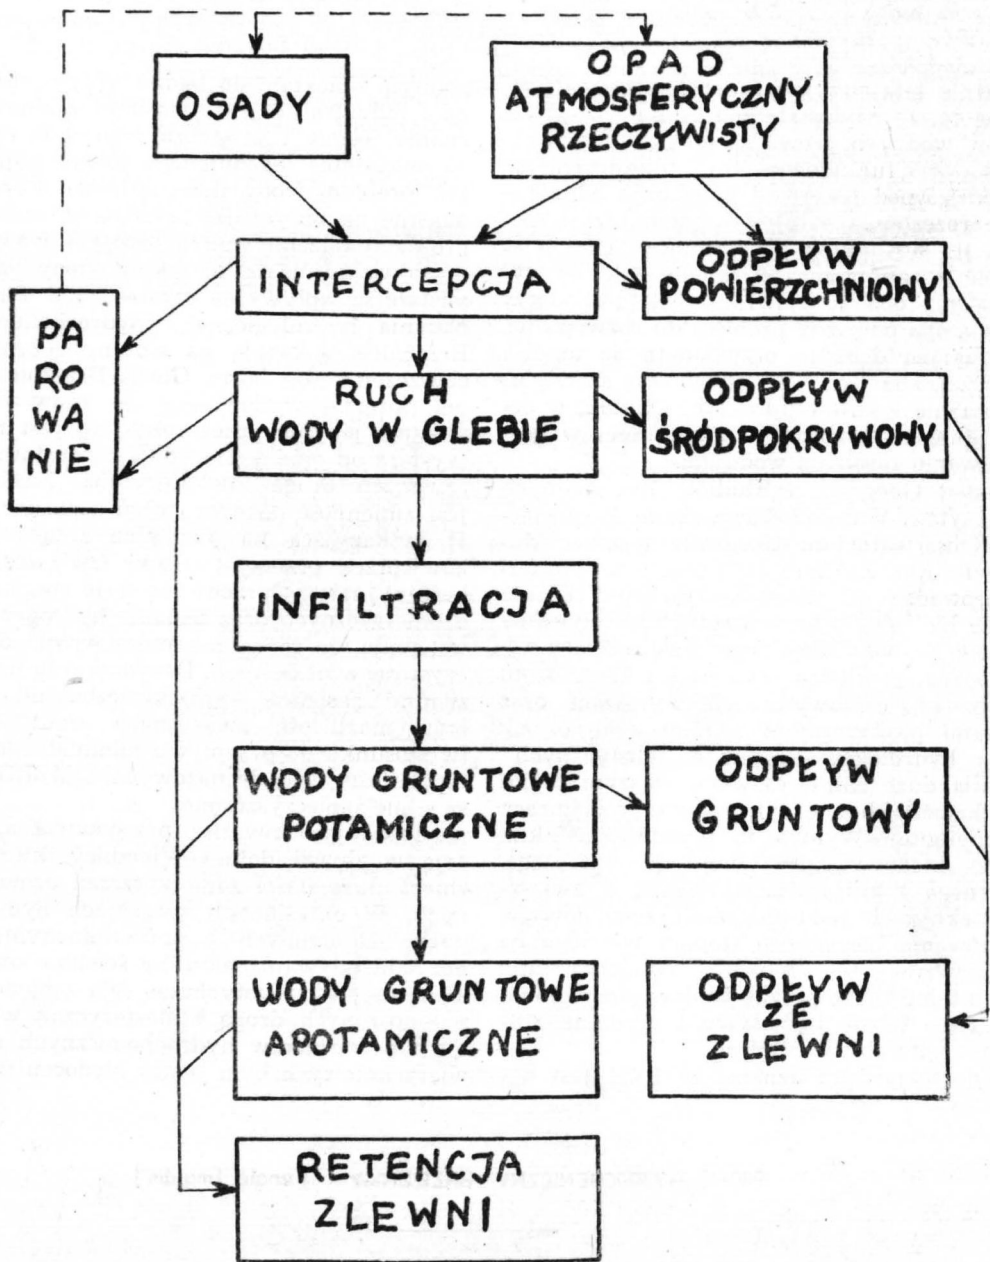 OSADY
OPAD
ATMOSFERYCZNY
RZECZYWISTY
INTERCEPCJA
ODPŁYW
POWIERZCHNIOWY
PA
RO
WA
NIE
RUCH
WODY W GLEBIE
ODPŁYW
ŚRÓDPOKRYWOWY
INFILTRACJA
WODY GRUNTOWE
POTAMICZNE
ODPŁYW
GRUNTOWY
WODY GRUNTOWE
APOTAMICZNE
ODPŁYW
ZE
ZLEWNI
RETENCJA
ZLEWNI